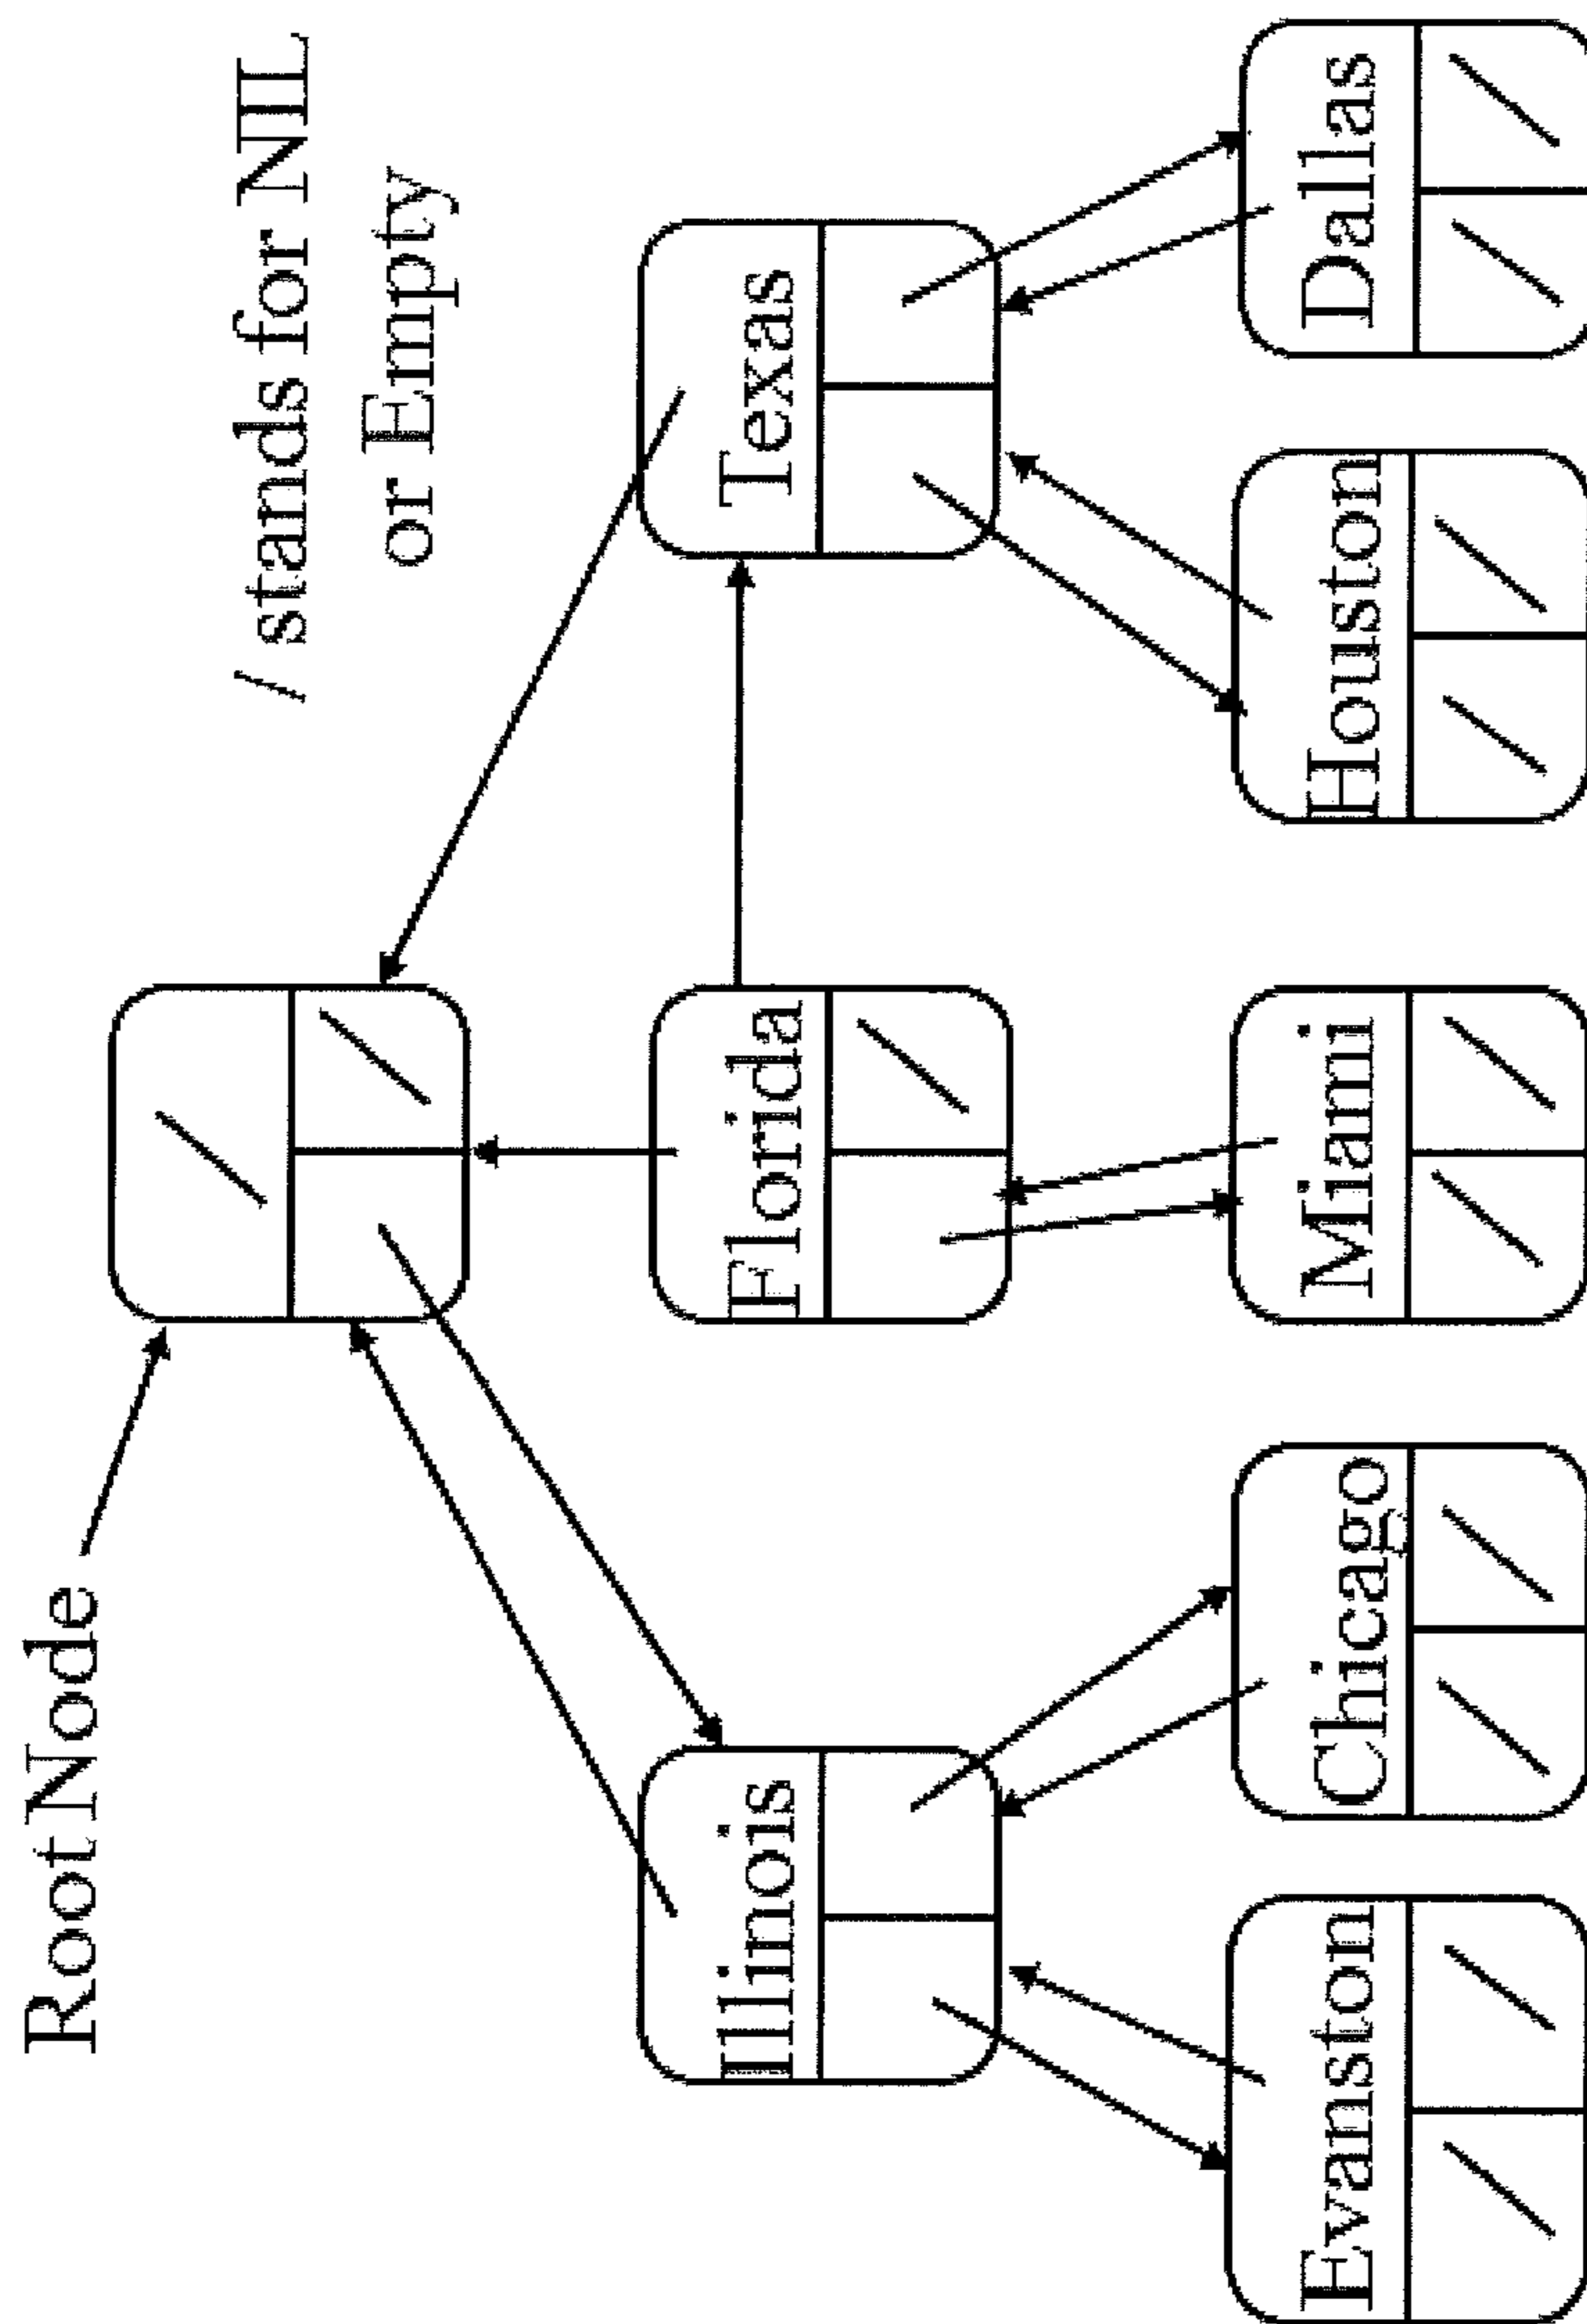 Root Node
/ stands for NIL
or Empty
Illinois
Florida
Texas
Evanston
Chicago
Miami
Houston
Dallas